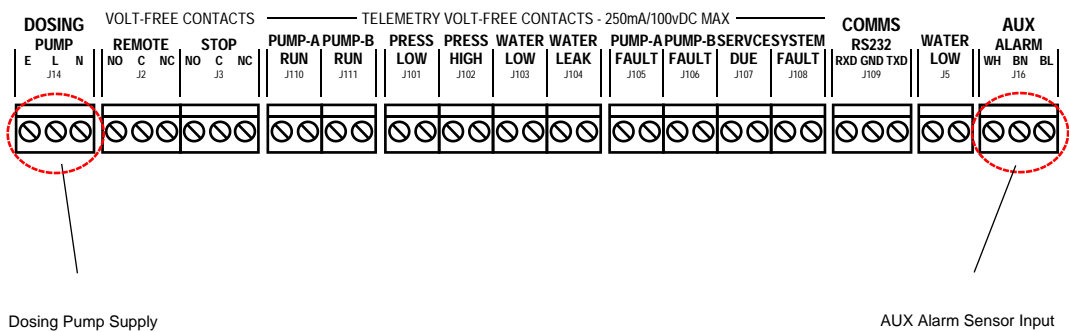 VOLT-FREE CONTACTS TELEMETRY VOLT-FREE CONTACTS - 250mA/100vDC MAX
DOSING PUMP
E L N
J14
REMOTE
NO C NC
J2
STOP
NO C NC
J3
PUMP-A RUN
J110
PUMP-B RUN
J111
PRESS LOW
J101
PRESS HIGH
J102
WATER LOW
J103
WATER LEAK
J104
PUMP-A FAULT
J105
PUMP-B FAULT
J106
SERVCE DUE
J107
SYSTEM FAULT
J108
COMMS
RS232
RXD GND TXD
J109
WATER LOW
J5
AUX ALARM
WH BN BL
J16
Dosing Pump Supply
AUX Alarm Sensor Input